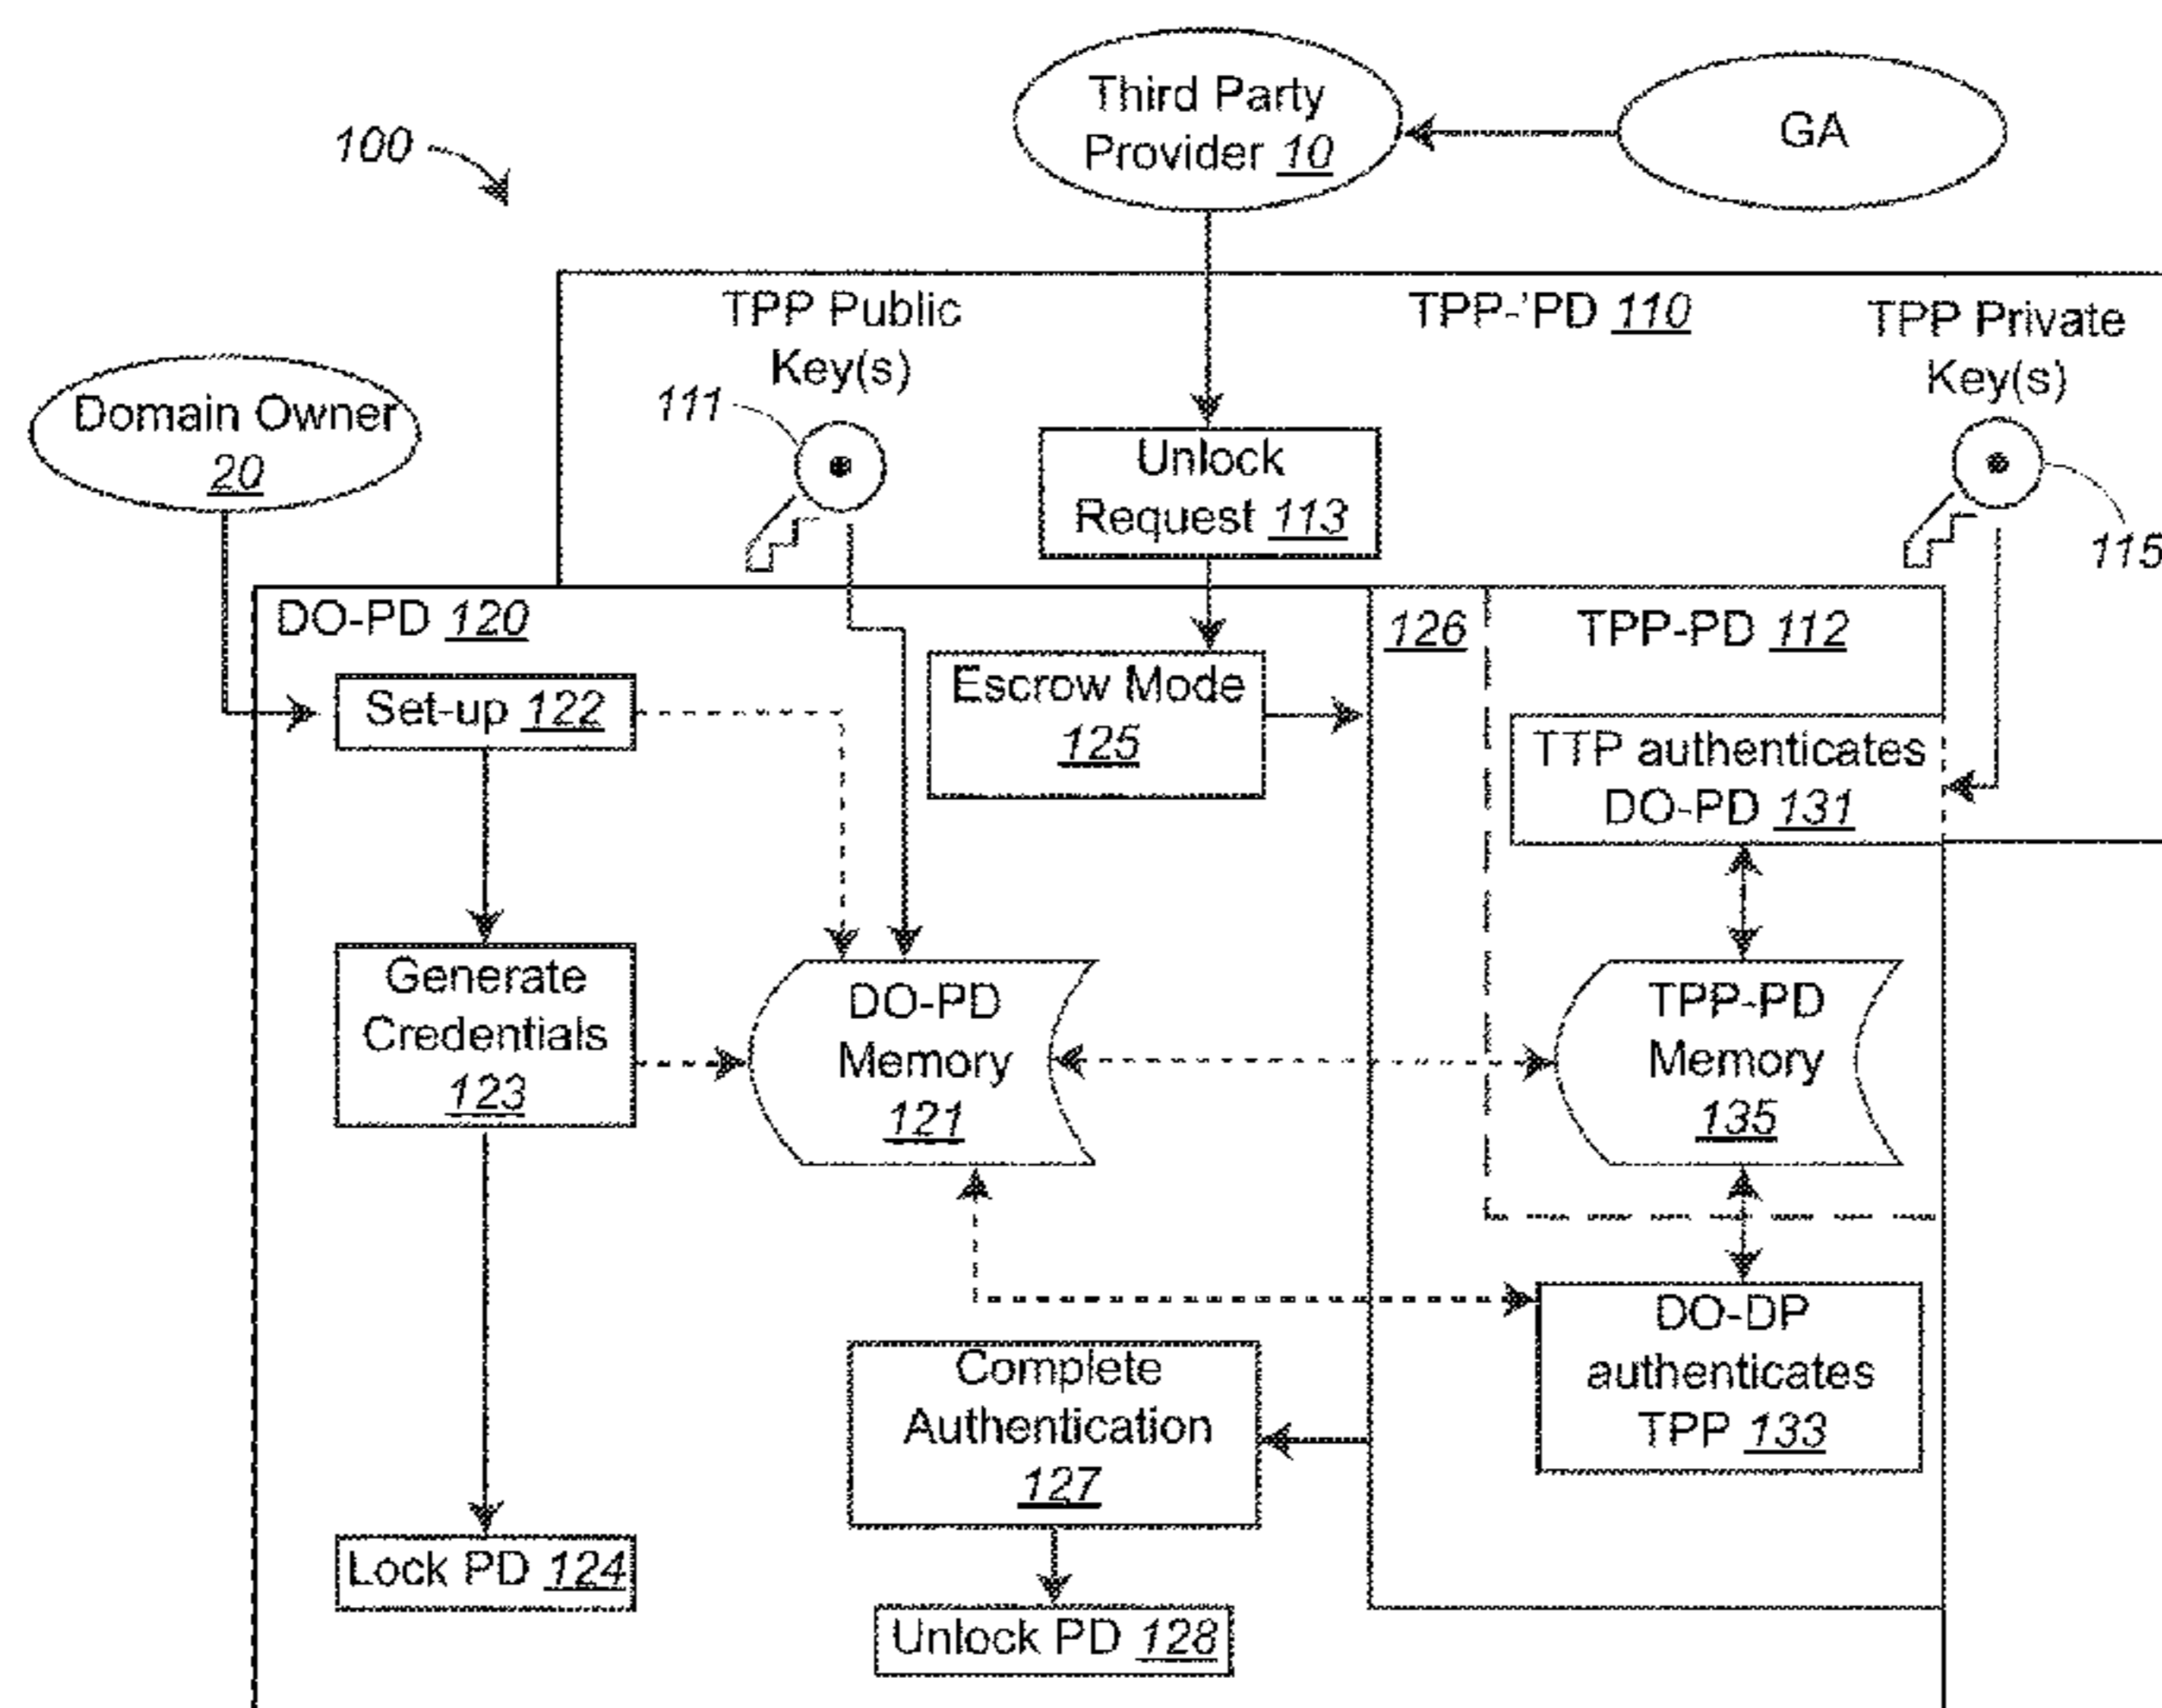 100
Third Party
Provider 10
GA
TPP Public
Key(s)
TPP-'PD 110
TPP Private
Key(s)
111
115
Domain Owner
20
Unlock
Request 113
DO-PD 120
126
TPP-PD 112
Set-up 122
Escrow Mode
125
TTP authenticates
DO-PD 131
Generate
Credentials
123
DO-PD
Memory
121
TPP-PD
Memory
135
DO-DP
authenticates
TPP 133
Complete
Authentication
127
Lock PD 124
Unlock PD 128